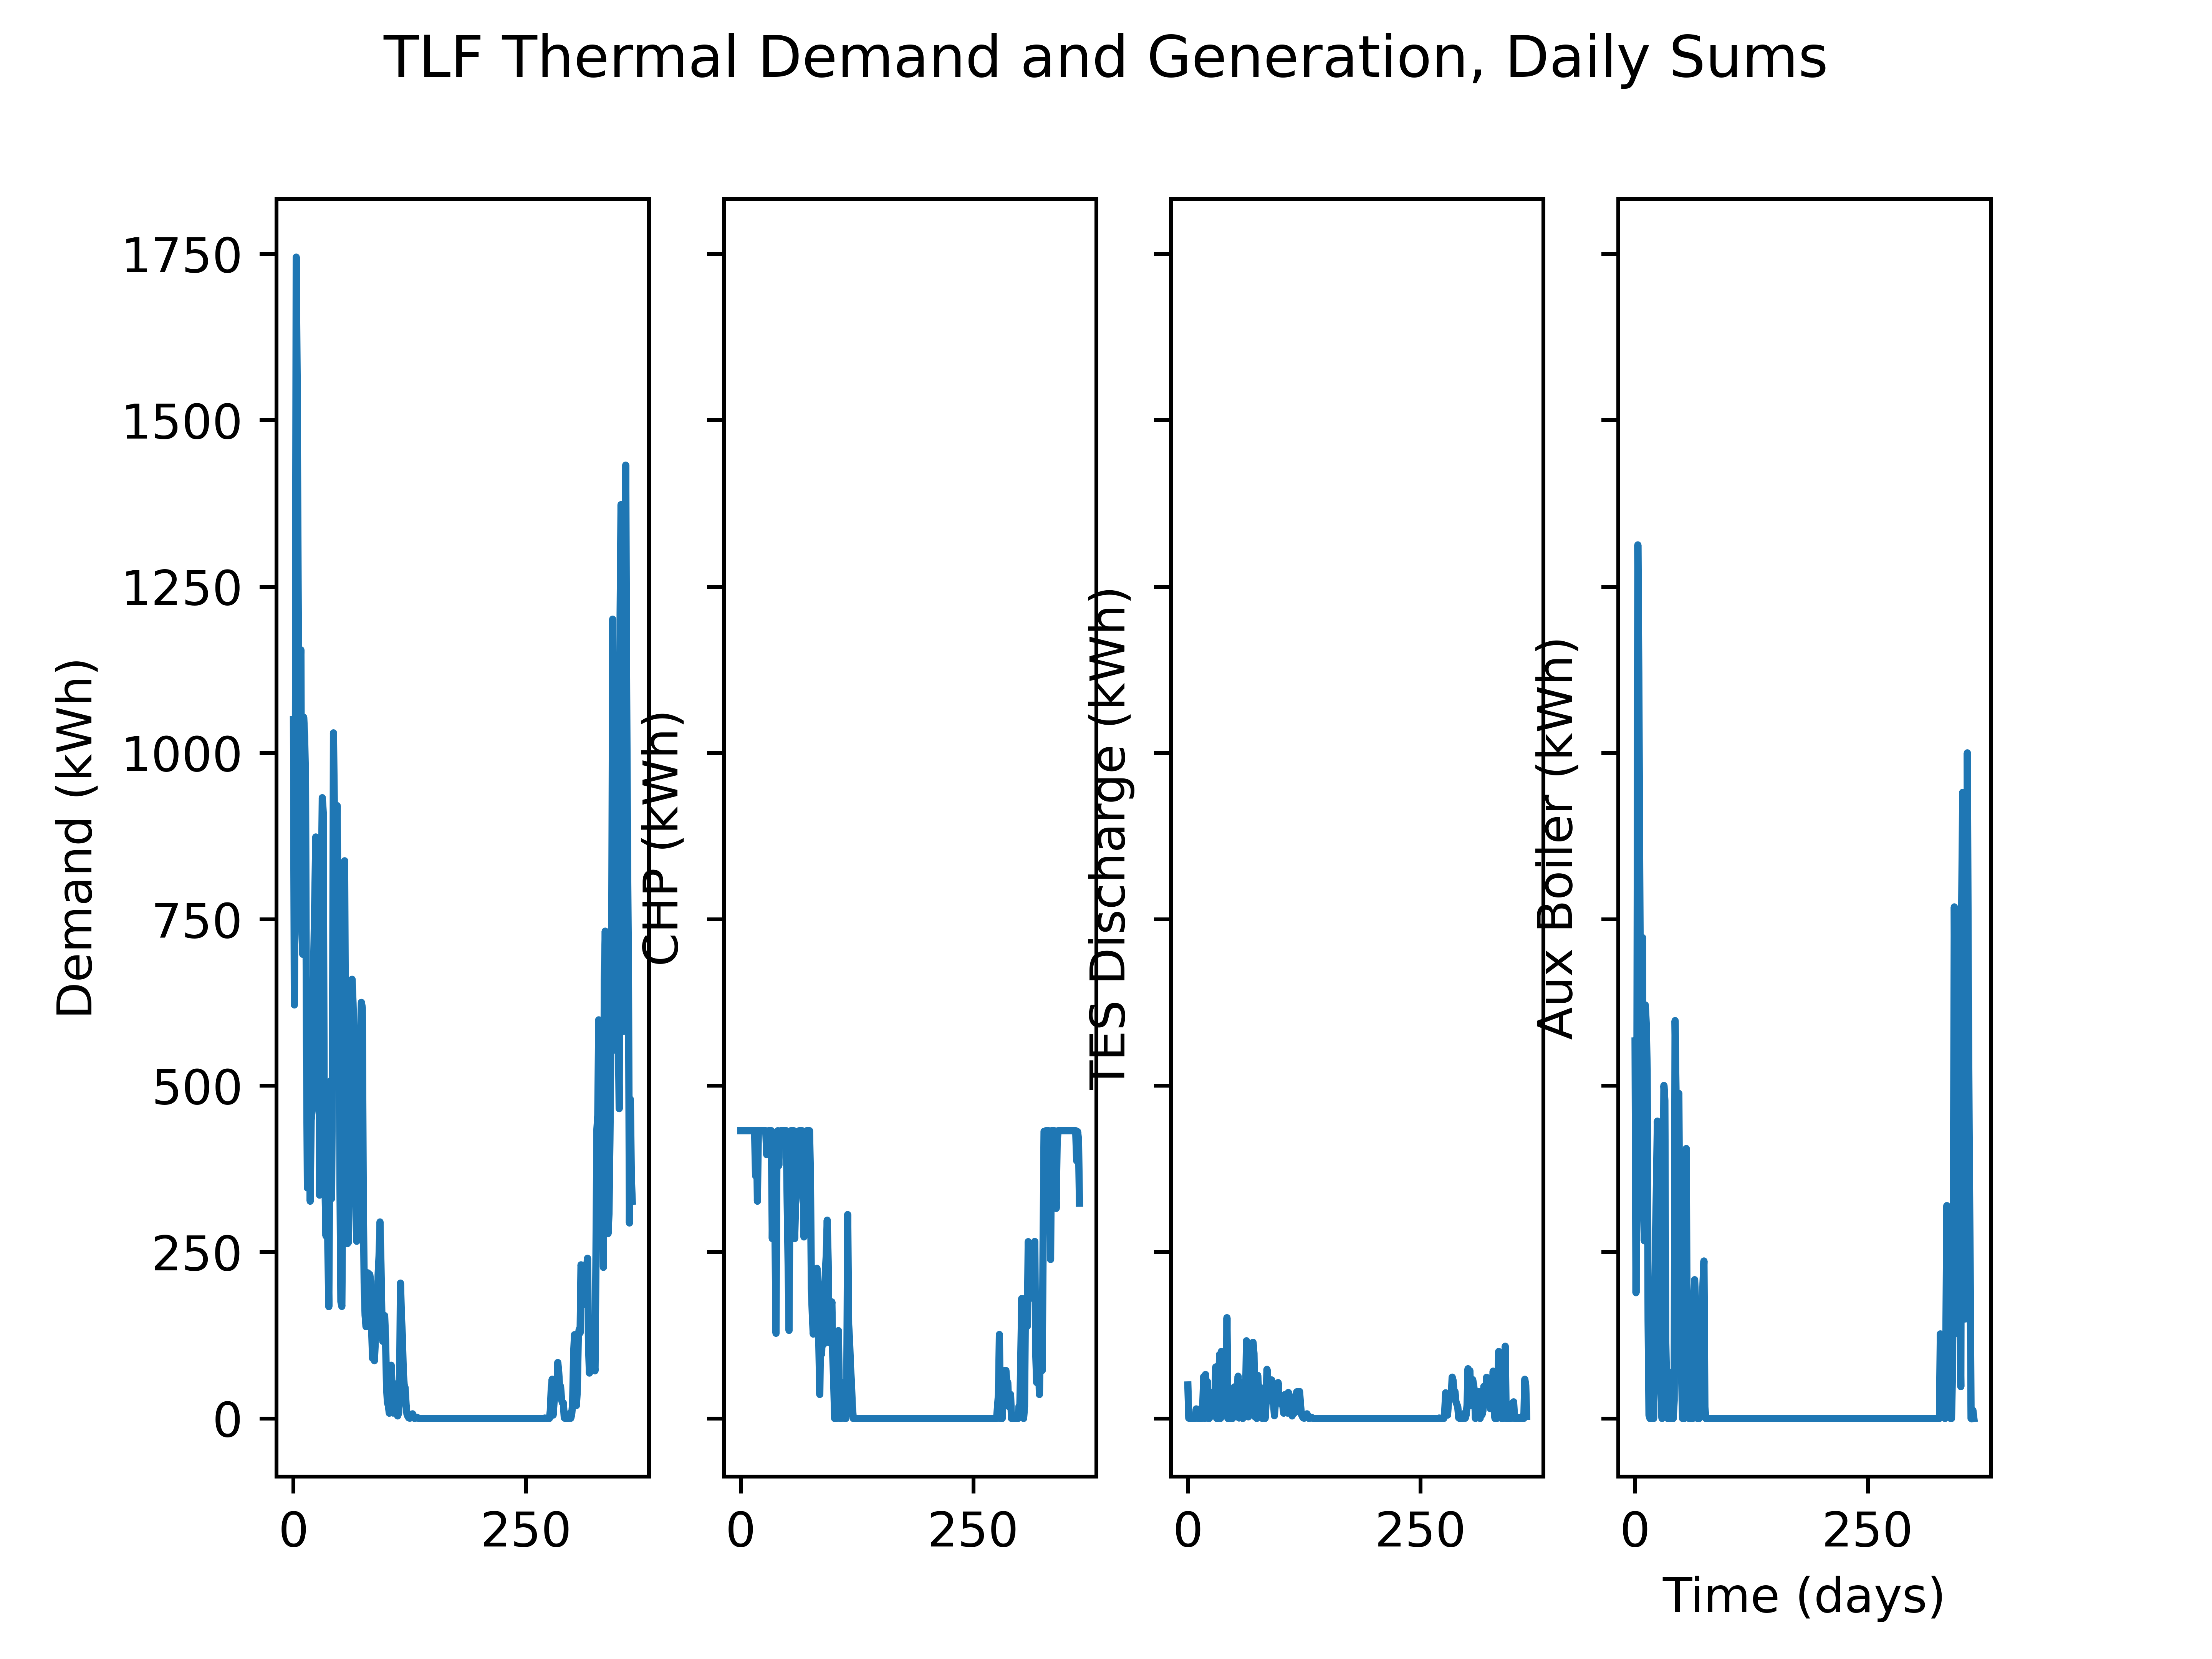 TLF Thermal Demand and Generation, Daily Sums
Demand (kWh)
1750
1500
1250
1000
750
500
250
0
0 250
CHP (kWh)
0 250
TES Discharge (kWh)
0 250
Aux Boiler (kWh)
0 250
Time (days)